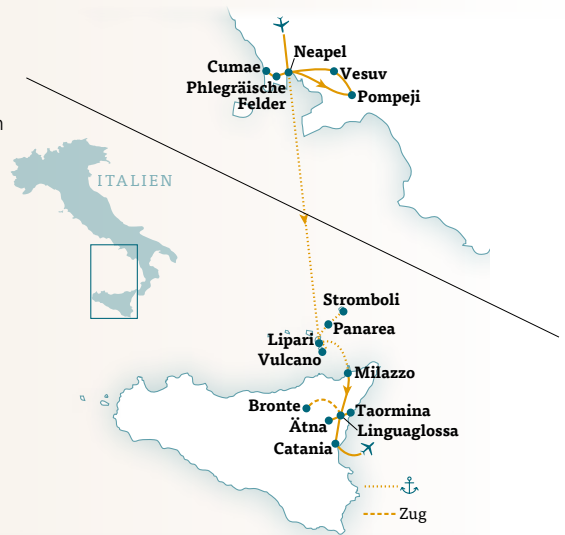 Neapel
Cumae
Vesuv
Phlegräische
Felder
Pompeji
n
ITALIEN
Stromboli
Panarea
Lipari
Vulcano
Milazzo
Bronte
Taormina
Ätna
Linguaglossa
Catania
Zug